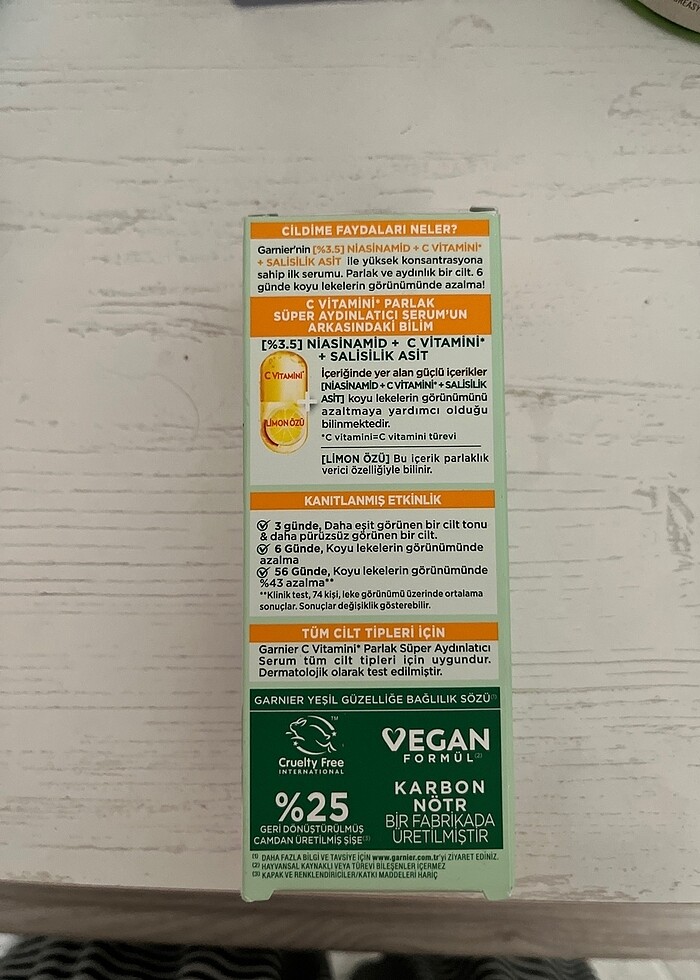 CİLDİME FAYDALARI NELER?
Garnier'nin [%3.5] NİASİNAMİD + C VİTAMİNİ*
+ SALİSİLİK ASİT ile yüksek konsantrasyona
sahip ilk serumu. Parlak ve aydınlık bir cilt. 6
günde koyu lekelerin görünümünde azalma!
C VİTAMİNİ* PARLAK
SÜPER AYDINLATICI SERUM'UN
ARKASINDAKİ BİLİM
[%3.5] NİASİNAMİD + C VİTAMİNİ*
+ SALİSİLİK ASİT
C VİTAMİNİ*
+
LİMON ÖZÜ
İçeriğinde yer alan güçlü içerikler
[NİASİNAMİD + C VİTAMİNİ* + SALİSİLİK
ASİT] koyu lekelerin görünümünü
azaltmaya yardımcı olduğu
bilinmektedir.
*C vitamini=C vitamini türevi
[LİMON ÖZÜ] Bu içerik parlaklık
verici özelliğiyle bilinir.
KANITLANMIŞ ETKİNLİK
3 günde, Daha eşit görünen bir cilt tonu
& daha pürüzsüz görünen bir cilt.
6 Günde, Koyu lekelerin görünümünde
azalma
56 Günde, Koyu lekelerin görünümünde
%43 azalma**
**Klinik test, 74 kişi, leke görünümü üzerinde ortalama
sonuçlar. Sonuçlar değişiklik gösterebilir.
TÜM CİLT TİPLERİ İÇİN
Garnier C Vitamini* Parlak Süper Aydınlatıcı
Serum tüm cilt tipleri için uygundur.
Dermatolojik olarak test edilmiştir.
GARNIER YEŞİL GÜZELLİĞE BAĞLILIK SÖZÜ(1)
TM
Cruelty Free
INTERNATIONAL
VEGAN
FORMÜL(2)
%25
GERİ DÖNÜŞTÜRÜLMÜŞ
CAMDAN ÜRETİLMİŞ ŞİŞE(3)
KARBON
NÖTR
BİR FABRİKADA
ÜRETİLMİŞTİR
(1) DAHA FAZLA BİLGİ VE TAVSİYE İÇİN www.garnier.com.tr'yi ZİYARET EDİNİZ.
(2) HAYVANSAL KAYNAKLI VEYA TÜREVİ BİLEŞENLER İÇERMEZ
(3) KAPAK VE RENKLENDİRİCİLER/KATKI MADDELERİ HARİÇ